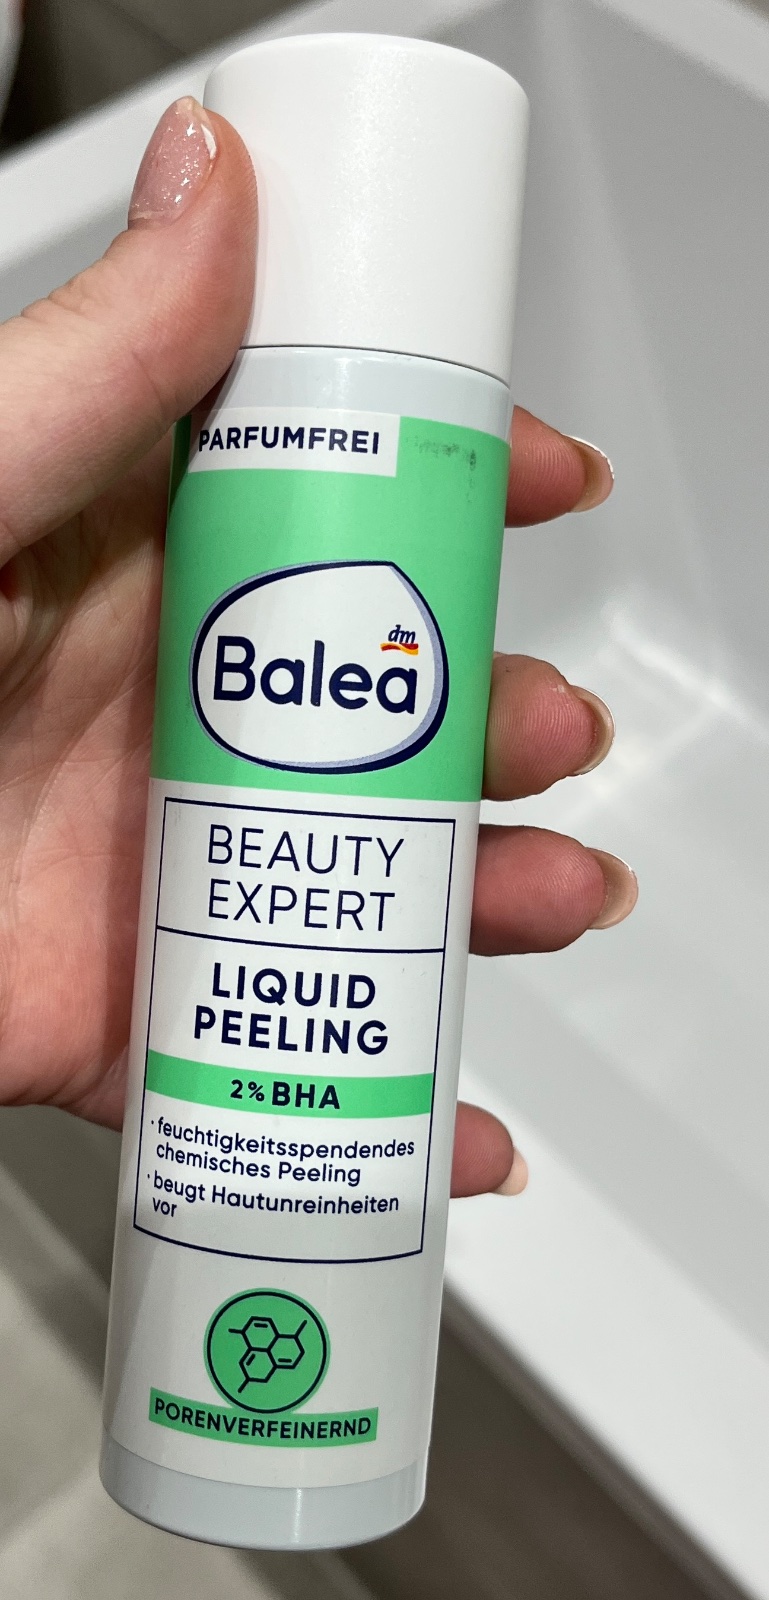 PARFUMFREI
dm
Balea
BEAUTY
EXPERT
LIQUID
PEELING
2% BHA
· feuchtigkeitsspendendes
chemisches Peeling
· beugt Hautunreinheiten
vor
PORENVERFEINERND